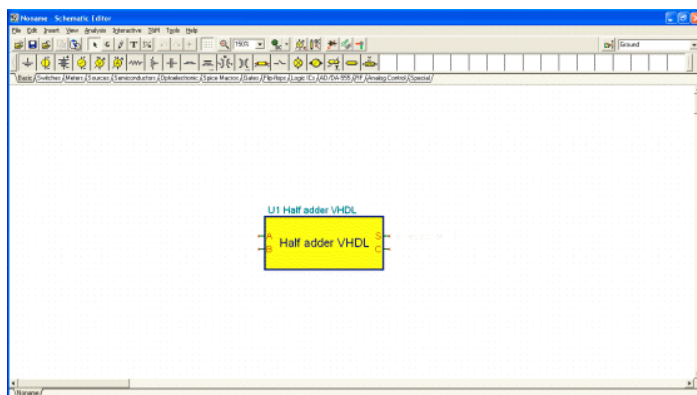 Noname - Schematic Editor
File Edit Insert View Analysis Interactive T&M Tools Help
150% Ground
Basic Switches Meters Sources Semiconductors Optoelectronic Spice Macros Gates Flip-flops Logic ICs AD/DA-555 RF Analog Control Special
U1 Half adder VHDL
A Half adder VHDL S
B C
Noname